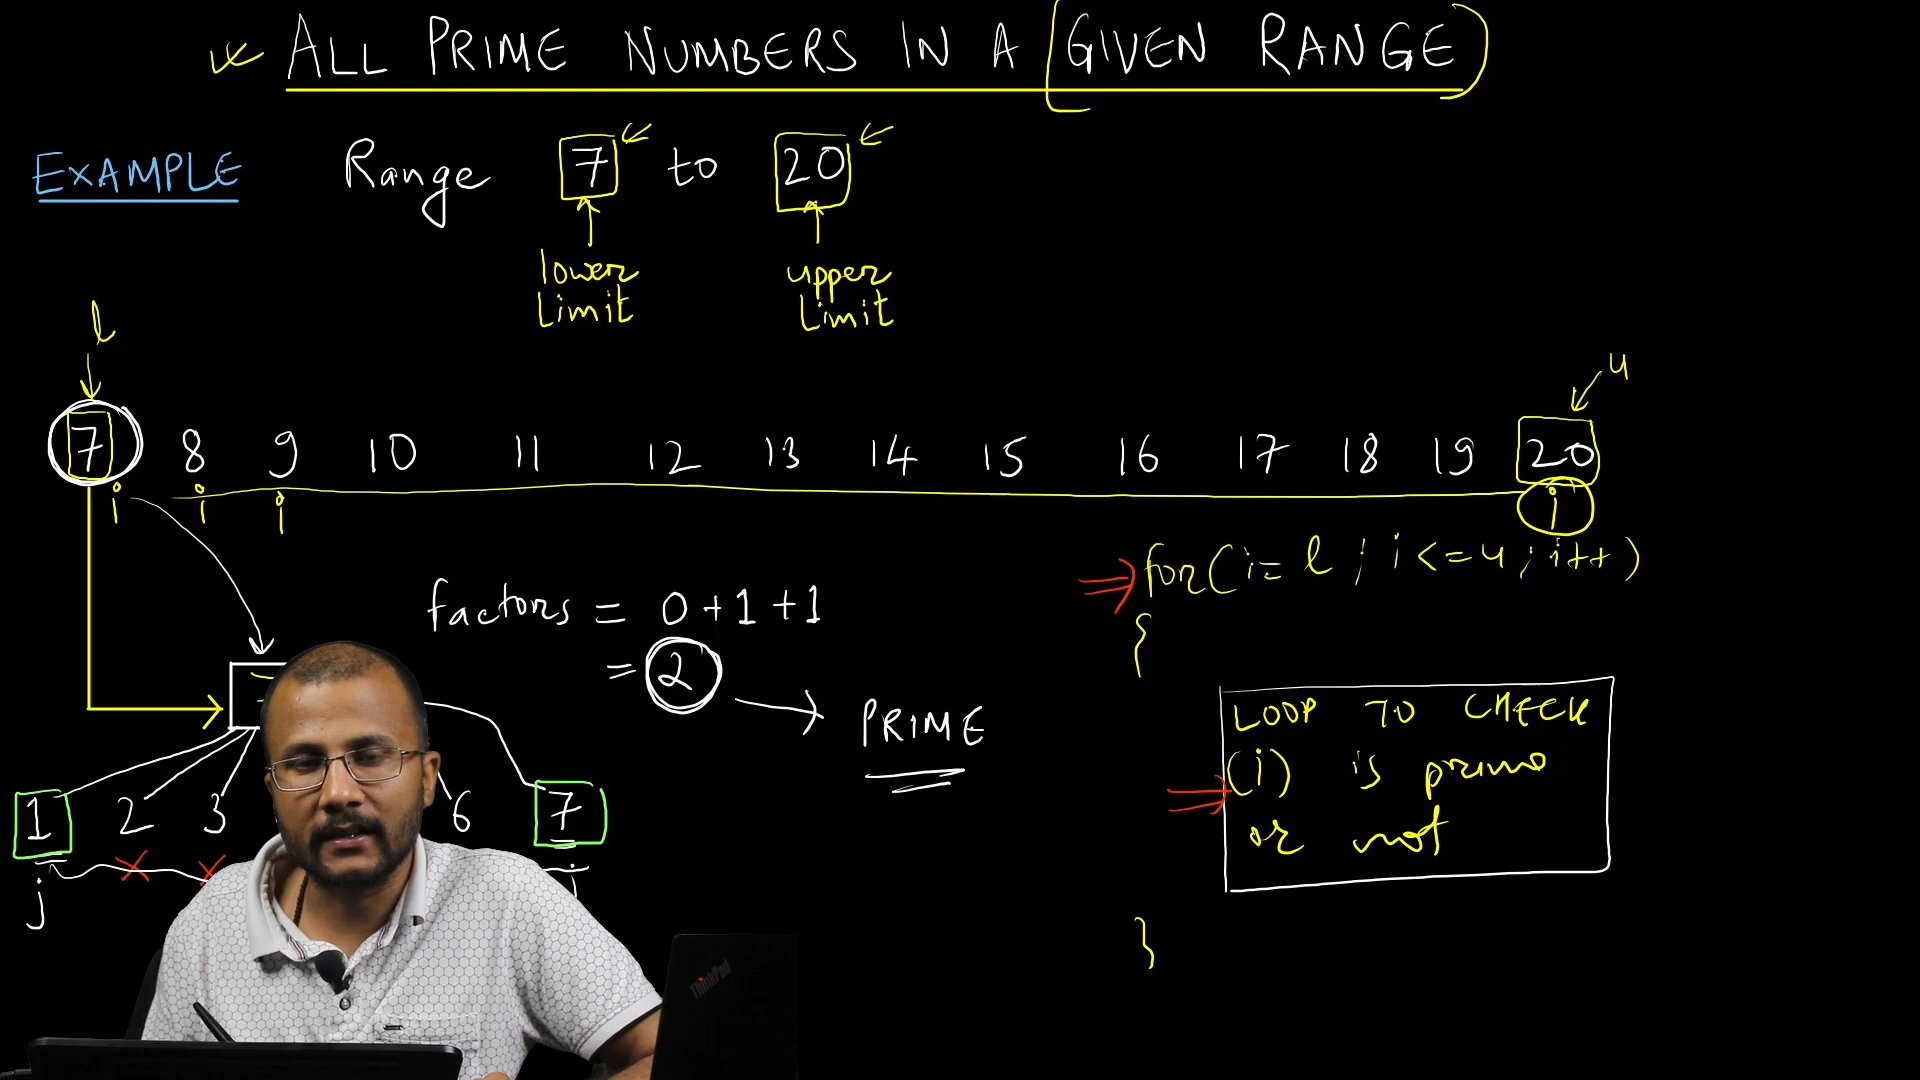 ALL PRIME NUMBERS IN A (GIVEN RANGE)
EXAMPLE Range 7 to 20
lower Limit
upper Limit
l
u
7 8 9 10 11 12 13 14 15 16 17 18 19 20
i i i i
for(i= l ; i <= u ; i++)
{
factors = 0+1+1
= 2
PRIME
LOOP TO CHECK
(i) is prime
or not
1 2 3 6 7
j j
}
ThinkPad